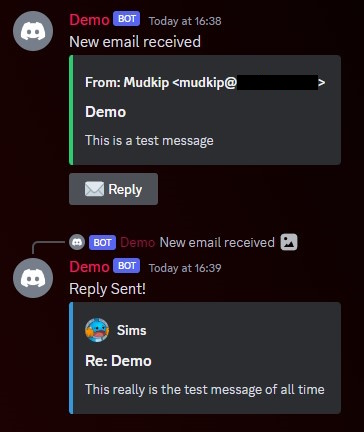 Demo BOT Today at 16:38
New email received
From: Mudkip <mudkip@ >
Demo
This is a test message
Reply
BOT Demo New email received
Demo BOT Today at 16:39
Reply Sent!
Sims
Re: Demo
This really is the test message of all time